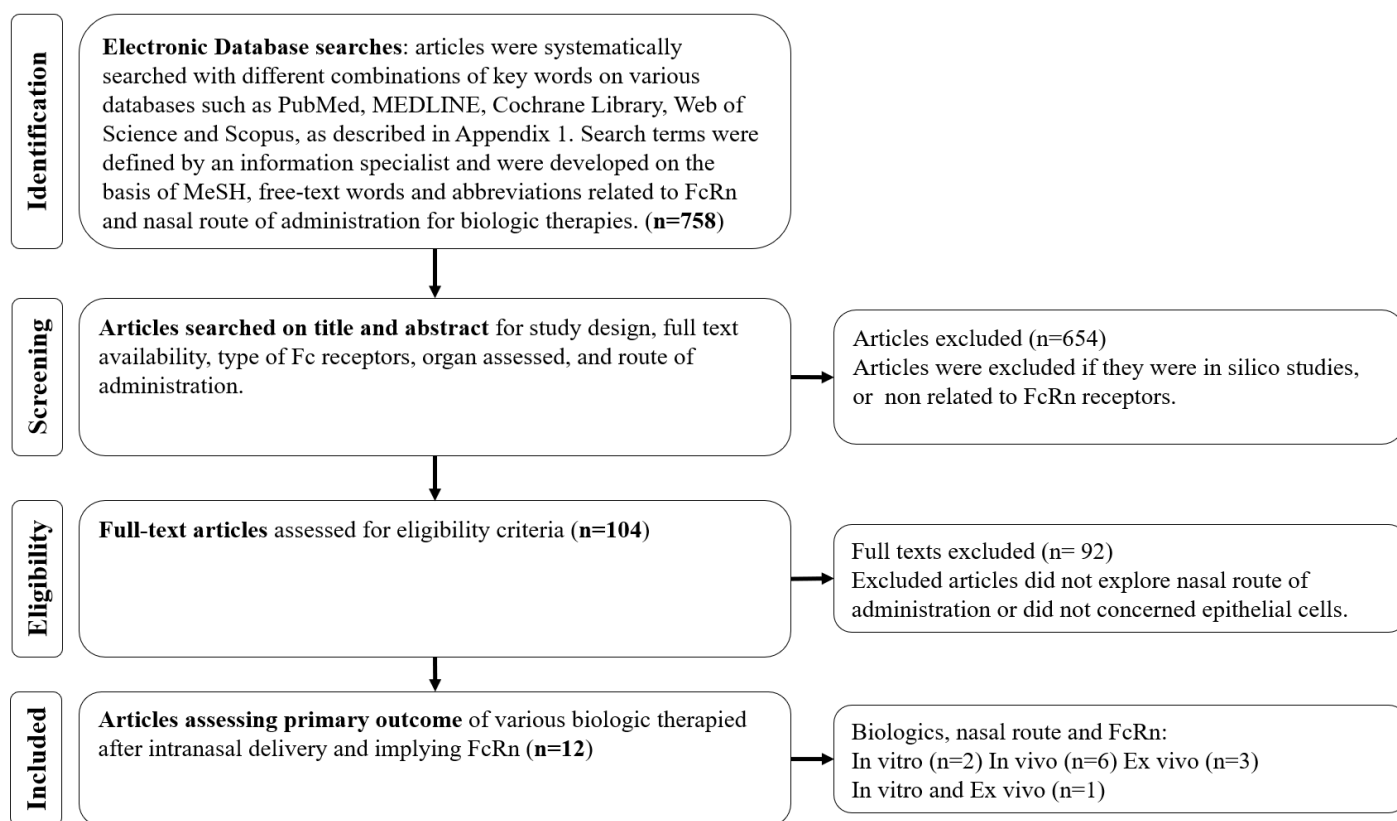 Identification
Electronic Database searches: articles were systematically
searched with different combinations of key words on various
databases such as PubMed, MEDLINE, Cochrane Library, Web of
Science and Scopus, as described in Appendix 1. Search terms were
defined by an information specialist and were developed on the
basis of MeSH, free-text words and abbreviations related to FcRn
and nasal route of administration for biologic therapies. (n=758)
Screening
Articles searched on title and abstract for study design, full text
availability, type of Fc receptors, organ assessed, and route of
administration.
Articles excluded (n=654)
Articles were excluded if they were in silico studies,
or non related to FcRn receptors.
Eligibility
Full-text articles assessed for eligibility criteria (n=104)
Full texts excluded (n= 92)
Excluded articles did not explore nasal route of
administration or did not concerned epithelial cells.
Included
Articles assessing primary outcome of various biologic therapied
after intranasal delivery and implying FcRn (n=12)
Biologics, nasal route and FcRn:
In vitro (n=2) In vivo (n=6) Ex vivo (n=3)
In vitro and Ex vivo (n=1)